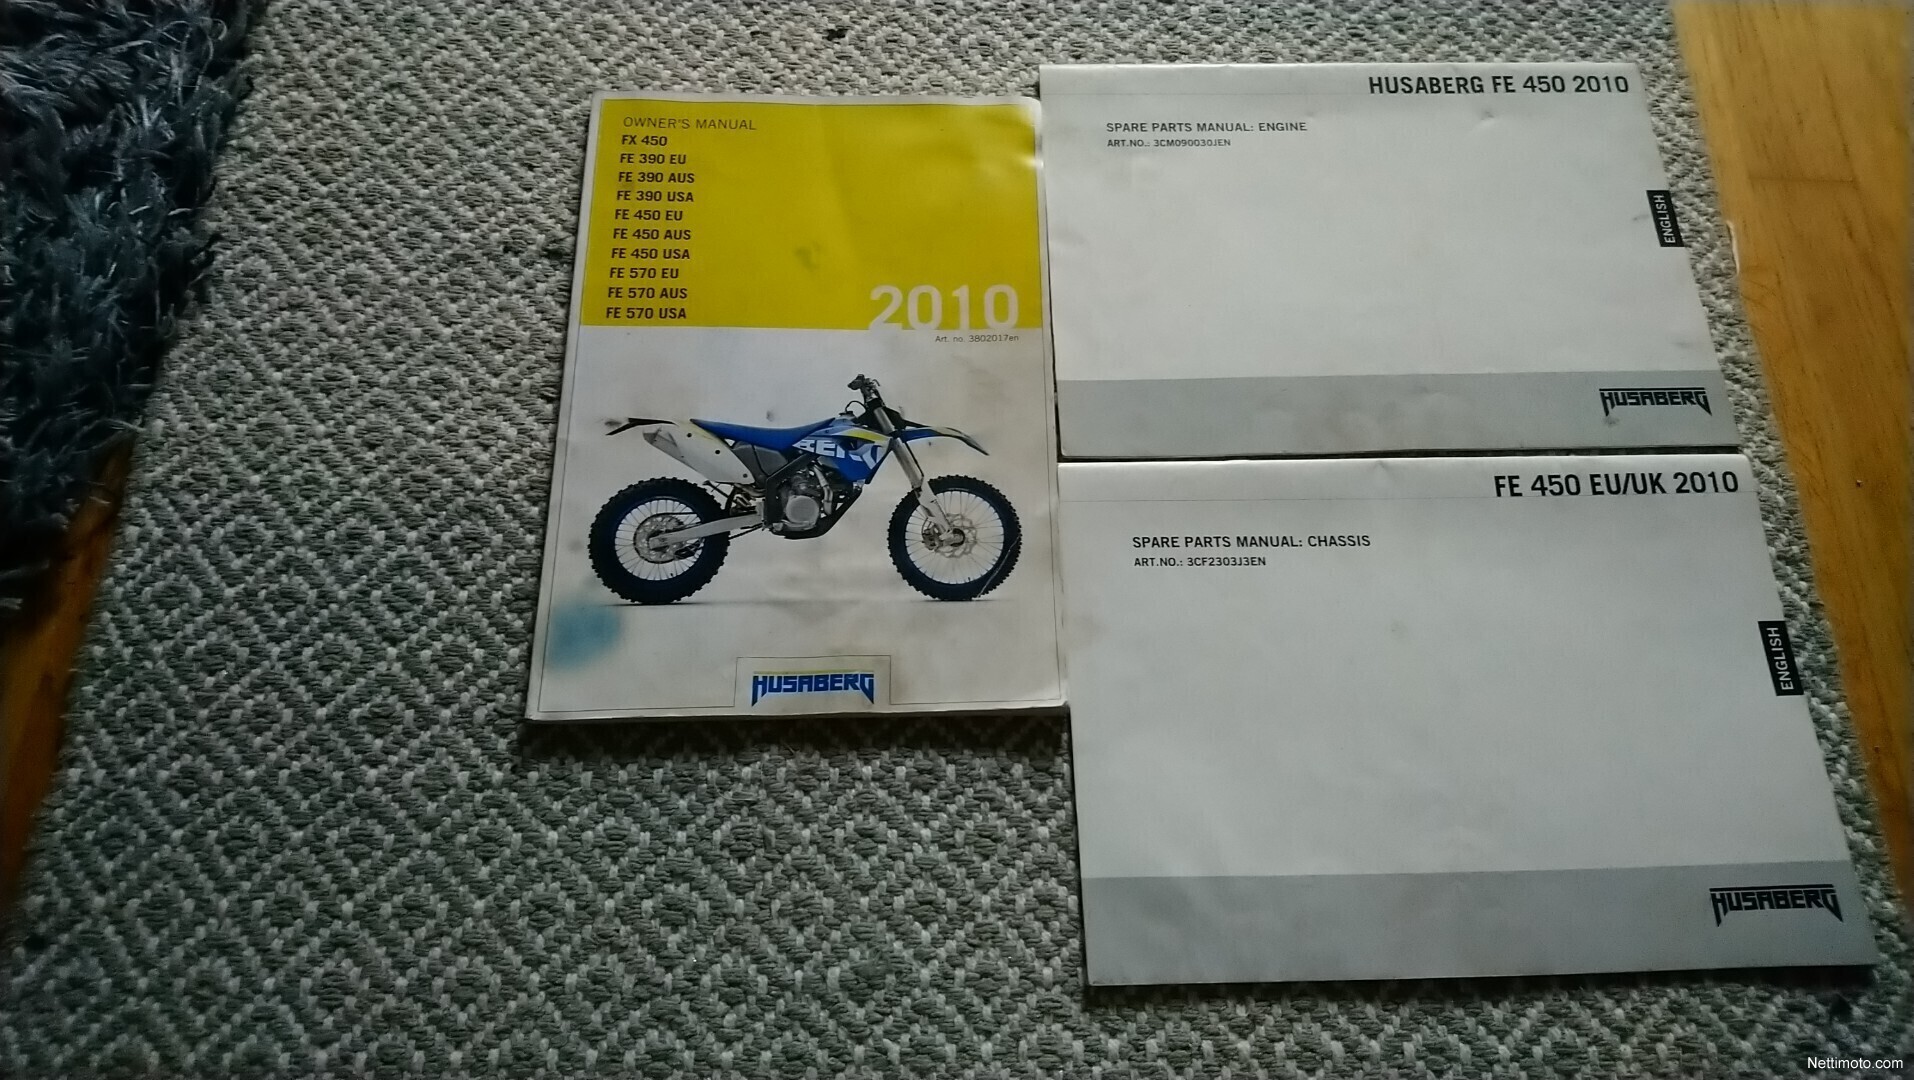 OWNER'S MANUAL
FX 450
FE 390 EU
FE 390 AUS
FE 390 USA
FE 450 EU
FE 450 AUS
FE 450 USA
FE 570 EU
FE 570 AUS
FE 570 USA
2010
Art. no. 3802017en
BERG
HUSABERG
HUSABERG FE 450 2010
SPARE PARTS MANUAL: ENGINE
ART.NO.: 3CM090030JEN
ENGLISH
HUSABERG
FE 450 EU/UK 2010
SPARE PARTS MANUAL: CHASSIS
ART.NO.: 3CF2303J3EN
ENGLISH
HUSABERG
Nettimoto.com